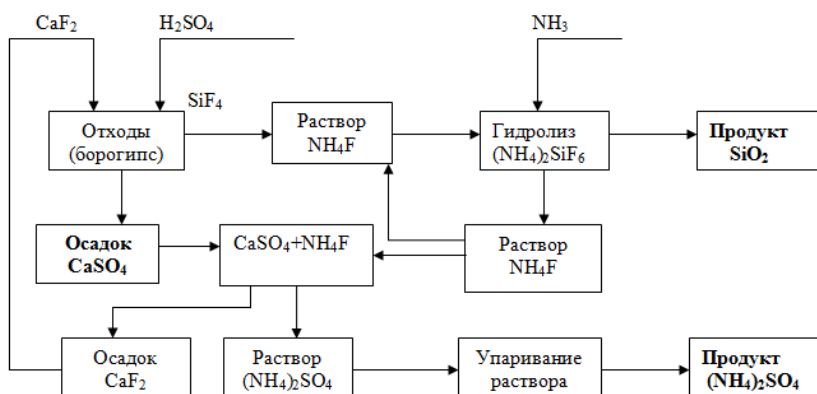 CaF2
H2SO4
NH3
SiF4
Отходы
(борогипс)
Раствор
NH4F
Гидролиз
(NH4)2SiF6
Продукт
SiO2
Осадок
CaSO4
CaSO4+NH4F
Раствор
NH4F
Осадок
CaF2
Раствор
(NH4)2SO4
Упаривание
раствора
Продукт
(NH4)2SO4